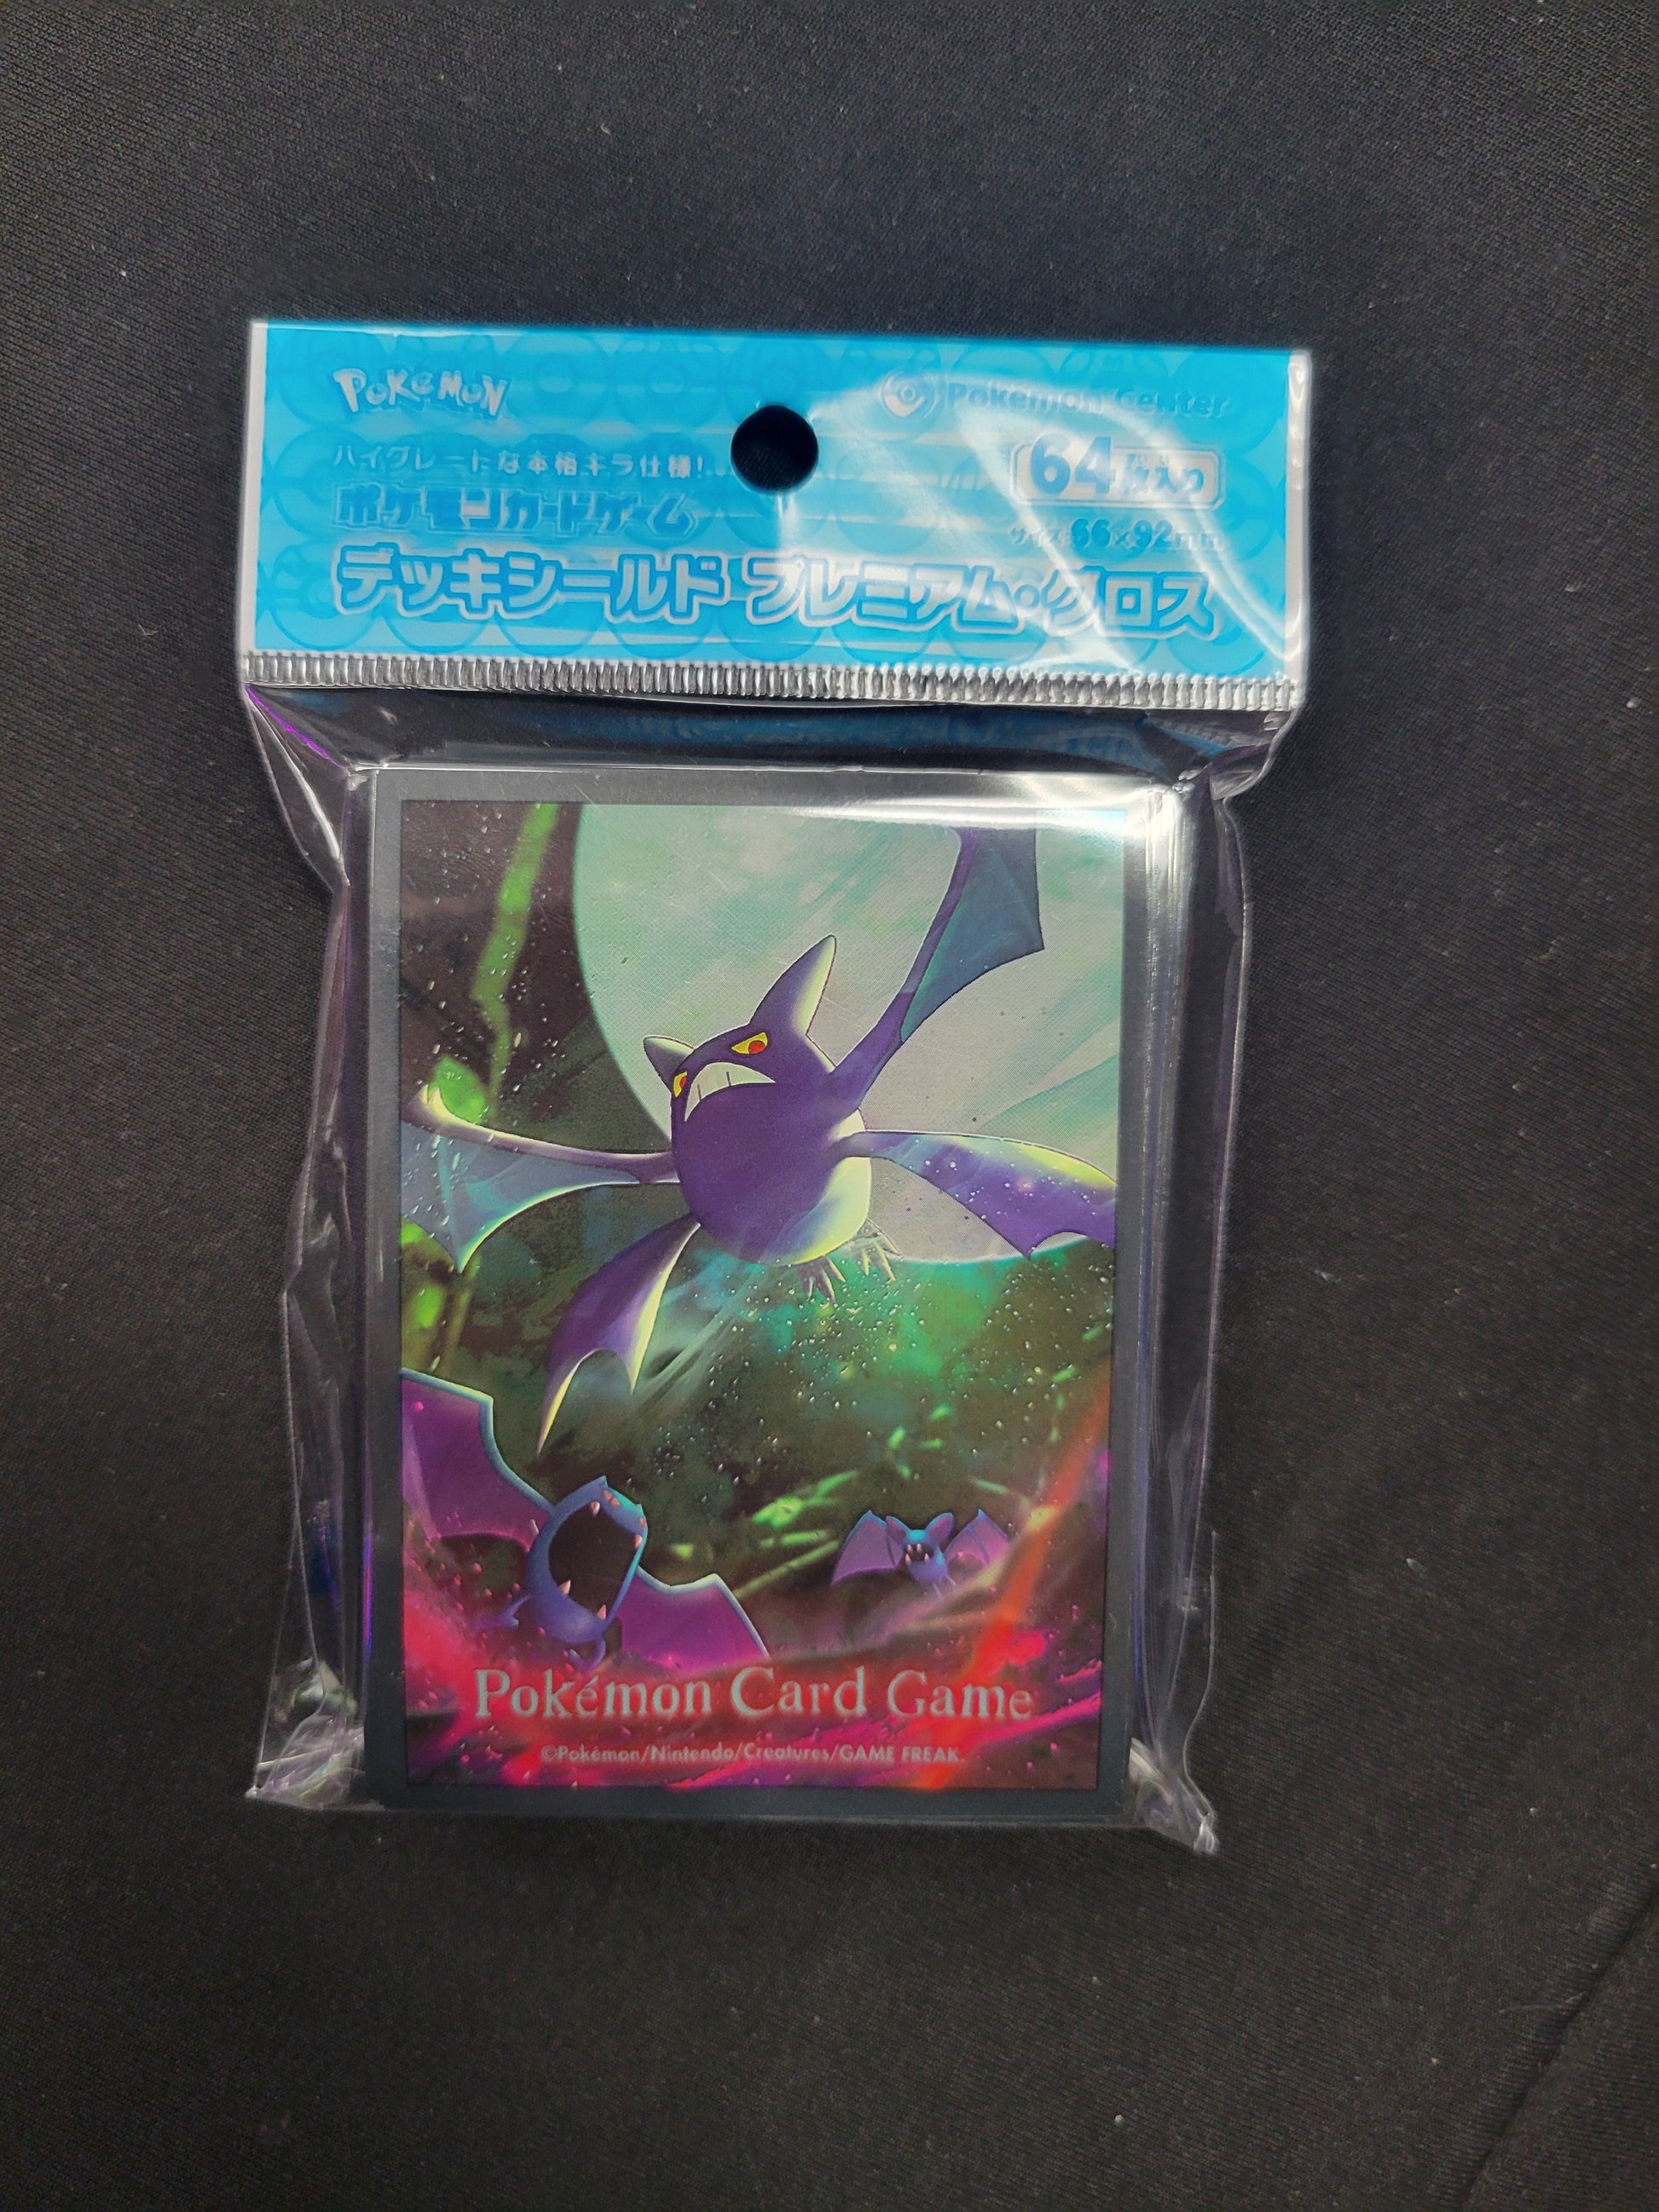 POKéMON
Pokémon Center
ハイグレードな本格キラ仕様!
64枚入り
ポケモンカードゲーム
サイズ:66×92mm
デッキシールド プレミアム・グロス
Pokémon Card Game
©Pokémon/Nintendo/Creatures/GAME FREAK.